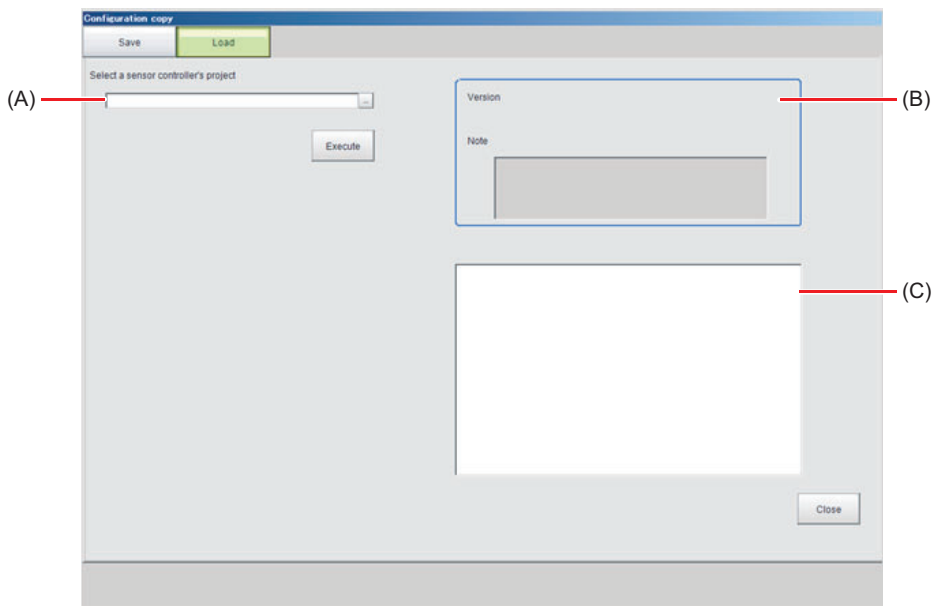 Configuration copy
Save Load
Select a sensor controller's project
(A)
...
Execute
Version
(B)
Note
(C)
Close